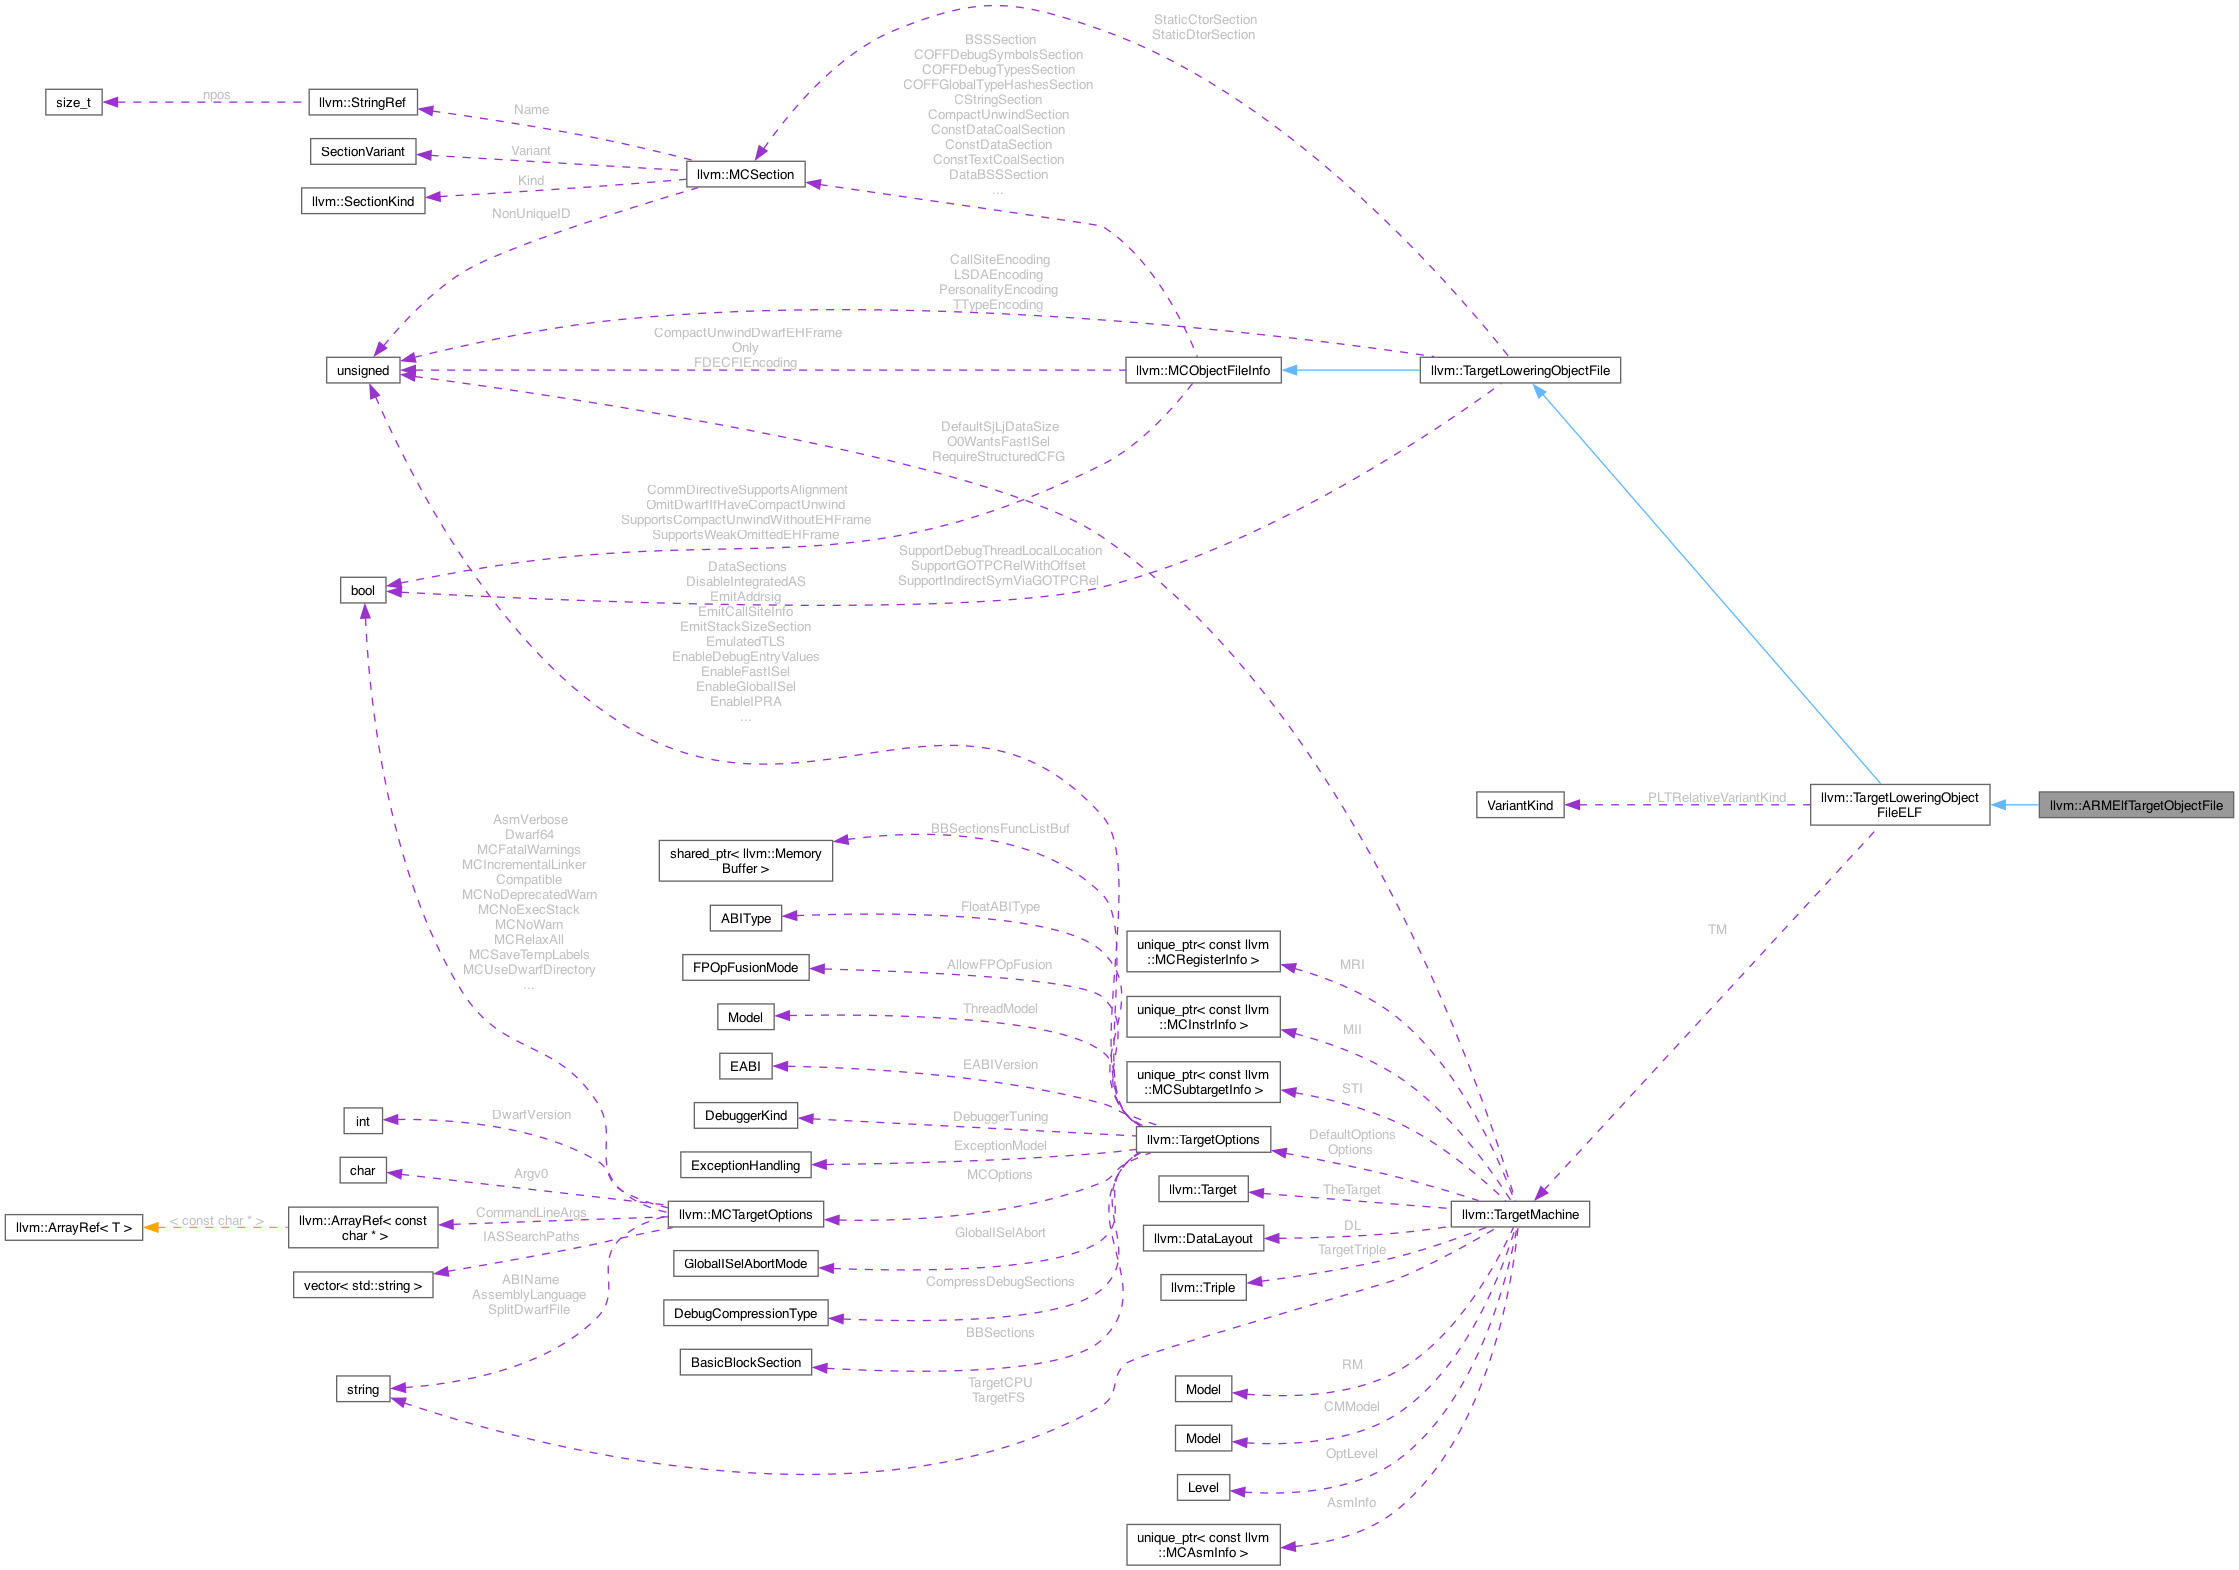 StaticCtorSection
StaticDtorSection
BSSSection
COFFDebugSymbolsSection
COFFDebugTypesSection
COFFGlobalTypeHashesSection
CStringSection
CompactUnwindSection
ConstDataCoalSection
ConstDataSection
ConstTextCoalSection
DataBSSSection
...
size_t
npos
llvm::StringRef
Name
SectionVariant
Variant
llvm::MCSection
Kind
llvm::SectionKind
NonUniqueID
CallSiteEncoding
LSDAEncoding
PersonalityEncoding
TTypeEncoding
CompactUnwindDwarfEHFrame
Only
FDECFIEncoding
unsigned
llvm::MCObjectFileInfo
llvm::TargetLoweringObjectFile
DefaultSjLjDataSize
O0WantsFastISel
RequireStructuredCFG
CommDirectiveSupportsAlignment
OmitDwarfIfHaveCompactUnwind
SupportsCompactUnwindWithoutEHFrame
SupportsWeakOmittedEHFrame
SupportDebugThreadLocalLocation
SupportGOTPCRelWithOffset
SupportIndirectSymViaGOTPCRel
bool
DataSections
DisableIntegratedAS
EmitAddrsig
EmitCallSiteInfo
EmitStackSizeSection
EmulatedTLS
EnableDebugEntryValues
EnableFastISel
EnableGlobalISel
EnableIPRA
...
VariantKind
PLTRelativeVariantKind
llvm::TargetLoweringObject
FileELF
llvm::ARMElfTargetObjectFile
AsmVerbose
Dwarf64
MCFatalWarnings
MCIncrementalLinker
Compatible
MCNoDeprecatedWarn
MCNoExecStack
MCNoWarn
MCRelaxAll
MCSaveTempLabels
MCUseDwarfDirectory
...
shared_ptr< llvm::Memory
Buffer >
BBSectionsFuncListBuf
ABIType
FloatABIType
FPOpFusionMode
AllowFPOpFusion
Model
ThreadModel
EABI
EABIVersion
DebuggerKind
DebuggerTuning
ExceptionHandling
ExceptionModel
MCOptions
unique_ptr< const llvm
::MCRegisterInfo >
MRI
unique_ptr< const llvm
::MCInstrInfo >
MII
unique_ptr< const llvm
::MCSubtargetInfo >
STI
TM
llvm::TargetOptions
DefaultOptions
Options
llvm::Target
TheTarget
llvm::TargetMachine
llvm::DataLayout
DL
llvm::Triple
TargetTriple
int
DwarfVersion
char
Argv0
llvm::ArrayRef< T >
< const char * >
llvm::ArrayRef< const
char * >
CommandLineArgs
llvm::MCTargetOptions
IASSearchPaths
vector< std::string >
ABIName
AssemblyLanguage
SplitDwarfFile
GlobalISelAbortMode
GlobalISelAbort
DebugCompressionType
CompressDebugSections
BasicBlockSection
BBSections
string
TargetCPU
TargetFS
Model
RM
Model
CMModel
Level
OptLevel
unique_ptr< const llvm
::MCAsmInfo >
AsmInfo